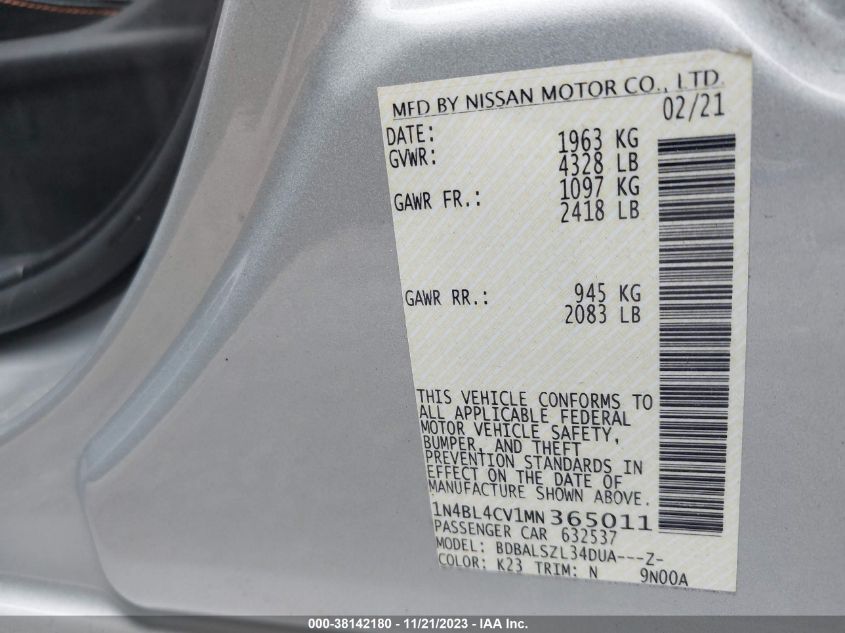 MFD BY NISSAN MOTOR CO., LTD.
DATE: 02/21
GVWR: 1963 KG
4328 LB
GAWR FR.: 1097 KG
2418 LB
GAWR RR.: 945 KG
2083 LB
THIS VEHICLE CONFORMS TO
ALL APPLICABLE FEDERAL
MOTOR VEHICLE SAFETY,
BUMPER, AND THEFT
PREVENTION STANDARDS IN
EFFECT ON THE DATE OF
MANUFACTURE SHOWN ABOVE.
1N4BL4CV1MN365011
PASSENGER CAR 632537
MODEL: BDBALSZL34DUA---Z-
COLOR: K23 TRIM: N 9N00A
000-38142180 - 11/21/2023 - IAA Inc.